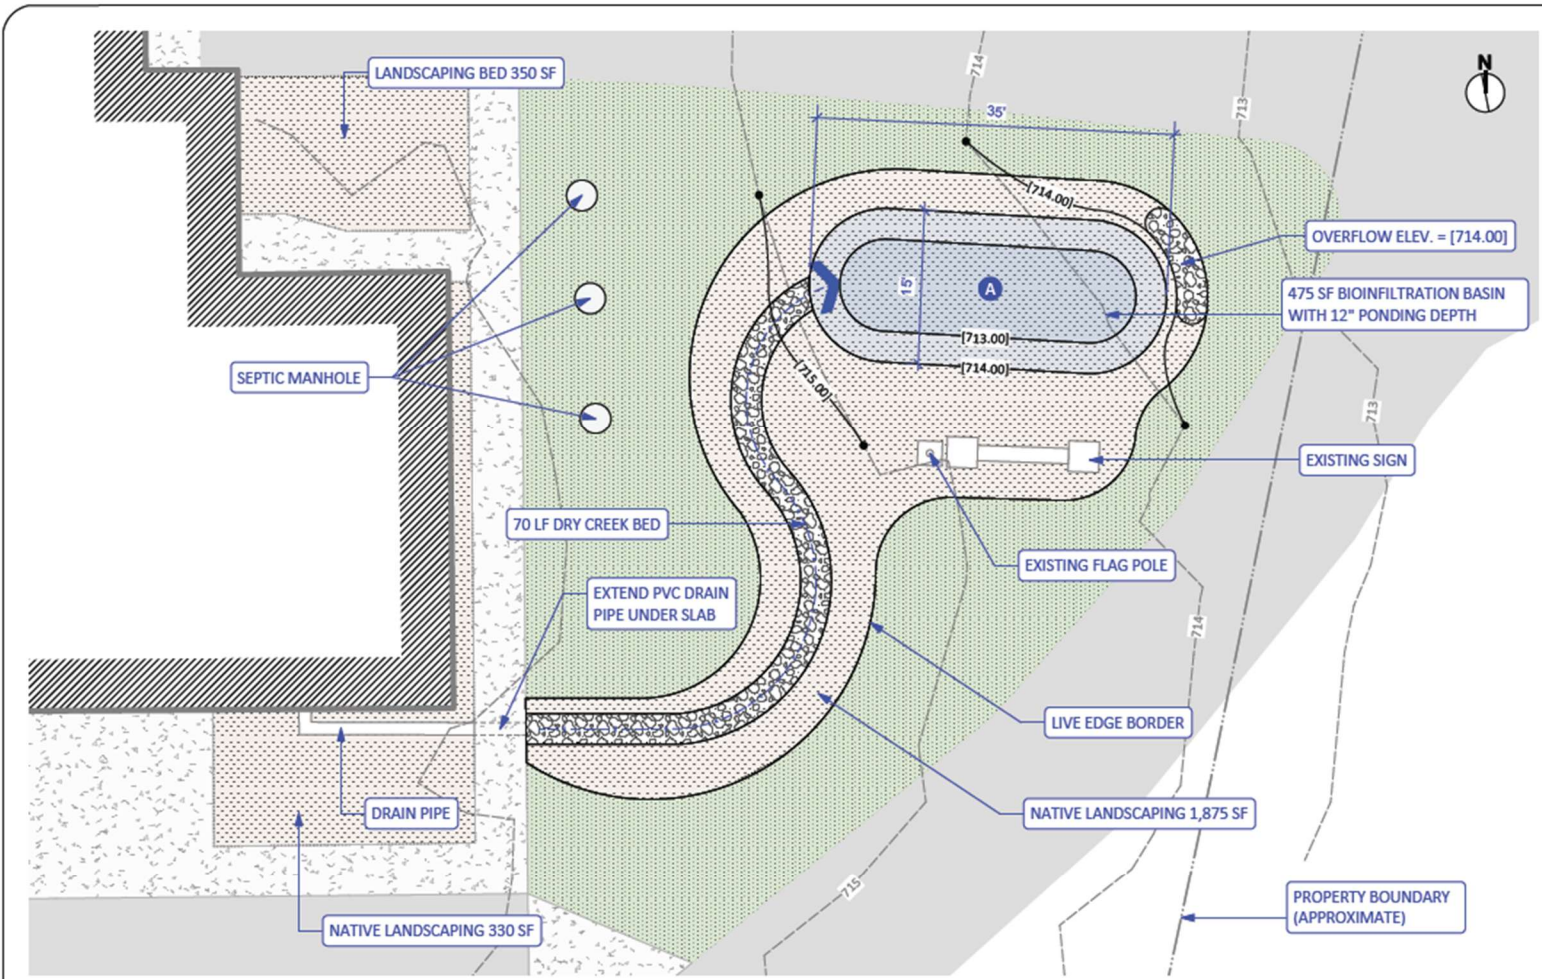 LANDSCAPING BED 350 SF
714
713
N
35'
[714.00]
OVERFLOW ELEV. = [714.00]
475 SF BIOINFILTRATION BASIN
WITH 12" PONDING DEPTH
A
15'
[713.00]
[714.00]
[715.00]
SEPTIC MANHOLE
713
EXISTING SIGN
70 LF DRY CREEK BED
EXISTING FLAG POLE
EXTEND PVC DRAIN
PIPE UNDER SLAB
714
LIVE EDGE BORDER
DRAIN PIPE
NATIVE LANDSCAPING 1,875 SF
715
PROPERTY BOUNDARY
(APPROXIMATE)
NATIVE LANDSCAPING 330 SF